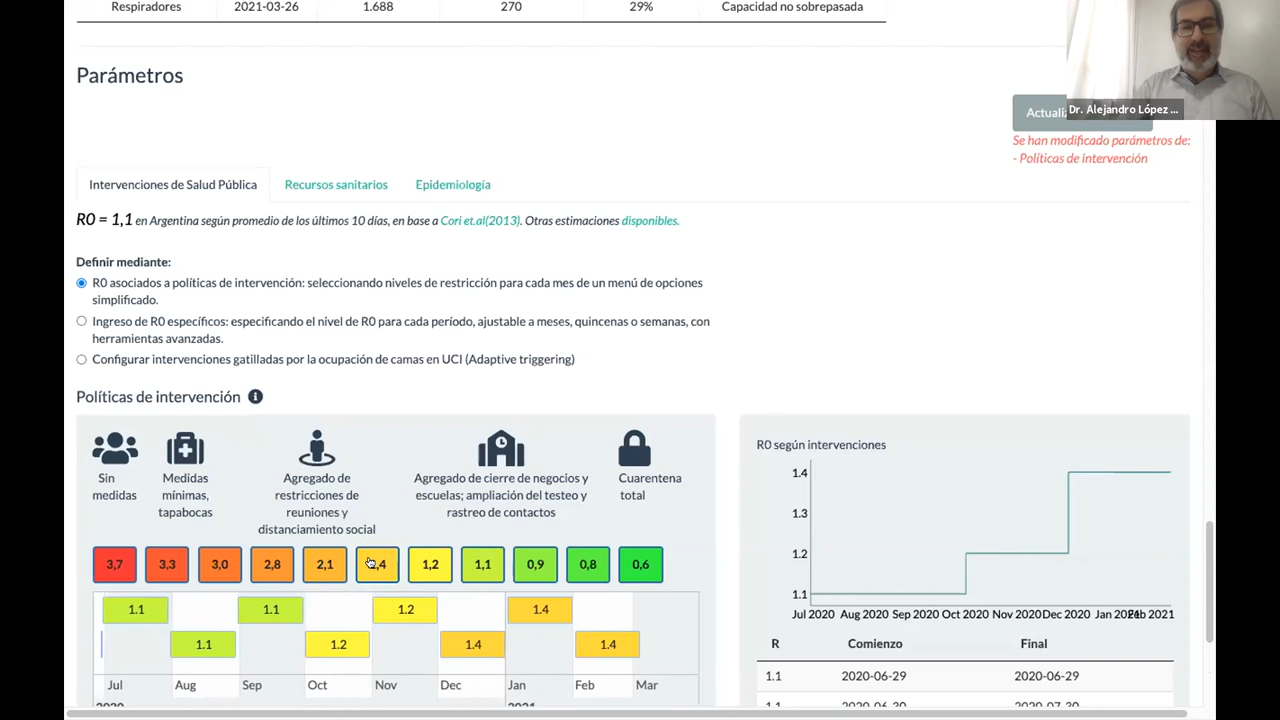 Respiradores 2021-03-26 1.688 270 29% Capacidad no sobrepasada
Parámetros
Dr. Alejandro López ...
Se han modificado parámetros de:
- Políticas de intervención
Intervenciones de Salud Pública Recursos sanitarios Epidemiología
R0 = 1,1 en Argentina según promedio de los últimos 10 días, en base a Cori et.al(2013). Otras estimaciones disponibles.
Definir mediante:
R0 asociados a políticas de intervención: seleccionando niveles de restricción para cada mes de un menú de opciones
simplificado.
Ingreso de R0 específicos: especificando el nivel de R0 para cada período, ajustable a meses, quincenas o semanas, con
herramientas avanzadas.
Configurar intervenciones gatilladas por la ocupación de camas en UCI (Adaptive triggering)
Políticas de intervención
Sin
medidas
Medidas
mínimas,
tapabocas
Agregado de
restricciones de
reuniones y
distanciamiento social
Agregado de cierre de negocios y
escuelas; ampliación del testeo y
rastreo de contactos
Cuarentena
total
3,7 3,3 3,0 2,8 2,1 ,4 1,2 1,1 0,9 0,8 0,6
1.1 1.1 1.2 1.4
1.1 1.2 1.4 1.4
Jul Aug Sep Oct Nov Dec Jan Feb Mar
2020 2021
R0 según intervenciones
1.4
1.3
1.2
1.1
Jul 2020 Aug 2020 Sep 2020 Oct 2020 Nov 2020 Dec 2020 Jan 2021 Feb 2021
R Comienzo Final
1.1 2020-06-29 2020-06-29
1.1 2020-06-30 2020-07-30